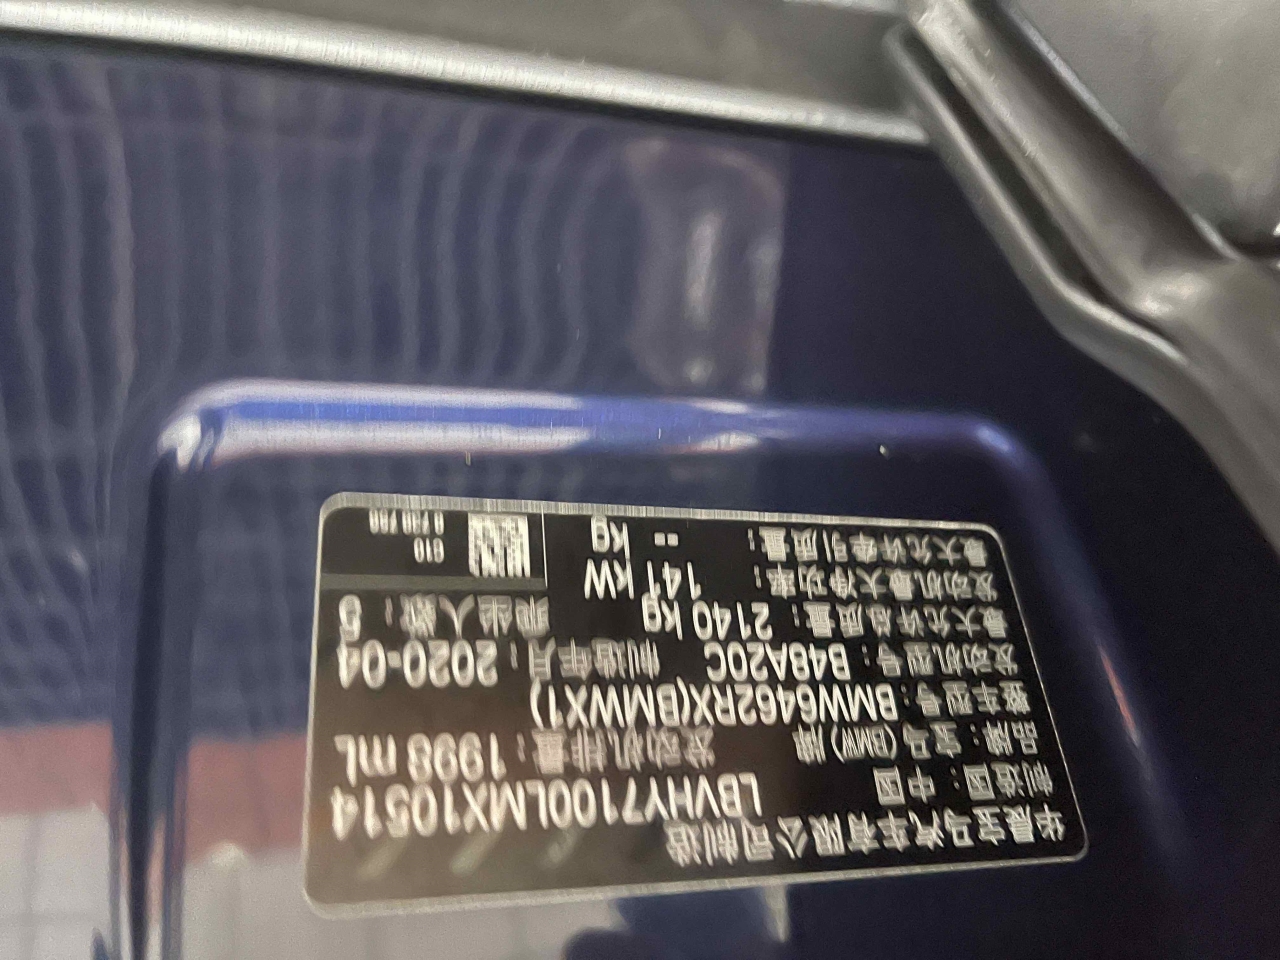 华晨宝马汽车有限公司制造
制造国：中国 LBVHY7100LMX10514
品牌：宝马(BMW)牌 发动机排量：1998 mL
整车型号：BMW6462RX(BMWX1)
发动机型号：B48A20C 制造年月：2020-04
最大允许总质量：2140 kg 乘坐人数：5
发动机最大净功率：141 kW
最大允许牵引质量：-- kg